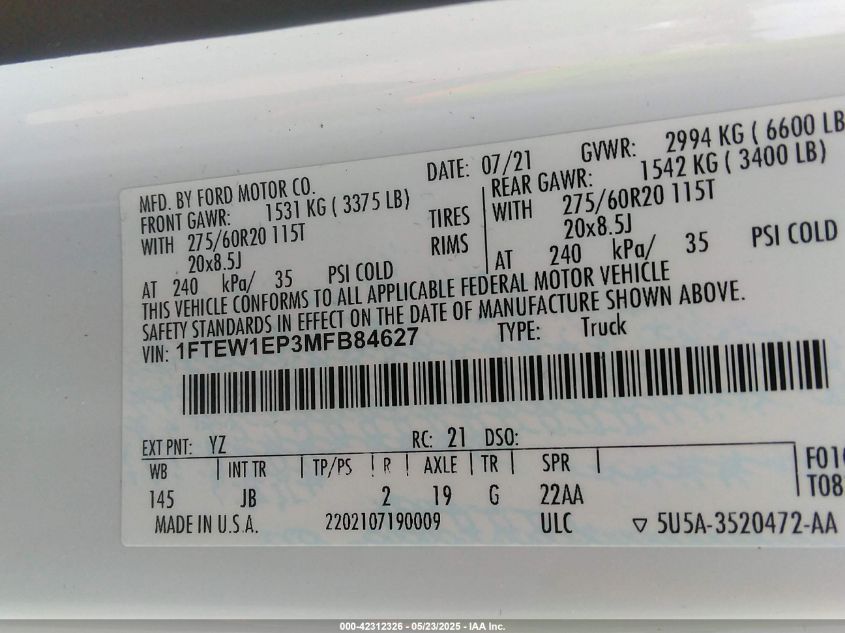 MFD. BY FORD MOTOR CO. DATE: 07/21 GVWR: 2994 KG ( 6600 LB
FRONT GAWR: 1531 KG ( 3375 LB) REAR GAWR: 1542 KG ( 3400 LB)
WITH 275/60R20 115T TIRES WITH 275/60R20 115T
20x8.5J RIMS 20x8.5J
AT 240 kPa/ 35 PSI COLD AT 240 kPa/ 35 PSI COLD
THIS VEHICLE CONFORMS TO ALL APPLICABLE FEDERAL MOTOR VEHICLE
SAFETY STANDARDS IN EFFECT ON THE DATE OF MANUFACTURE SHOWN ABOVE.
VIN: 1FTEW1EP3MFB84627 TYPE: Truck
EXT PNT: YZ RC: 21 DSO:
WB INT TR TP/PS R AXLE TR SPR
145 JB 2 19 G 22AA
F01
T08
MADE IN U.S.A. 2202107190009 ULC 5U5A-3520472-AA
000-42312326 - 05/23/2025 - IAA Inc.